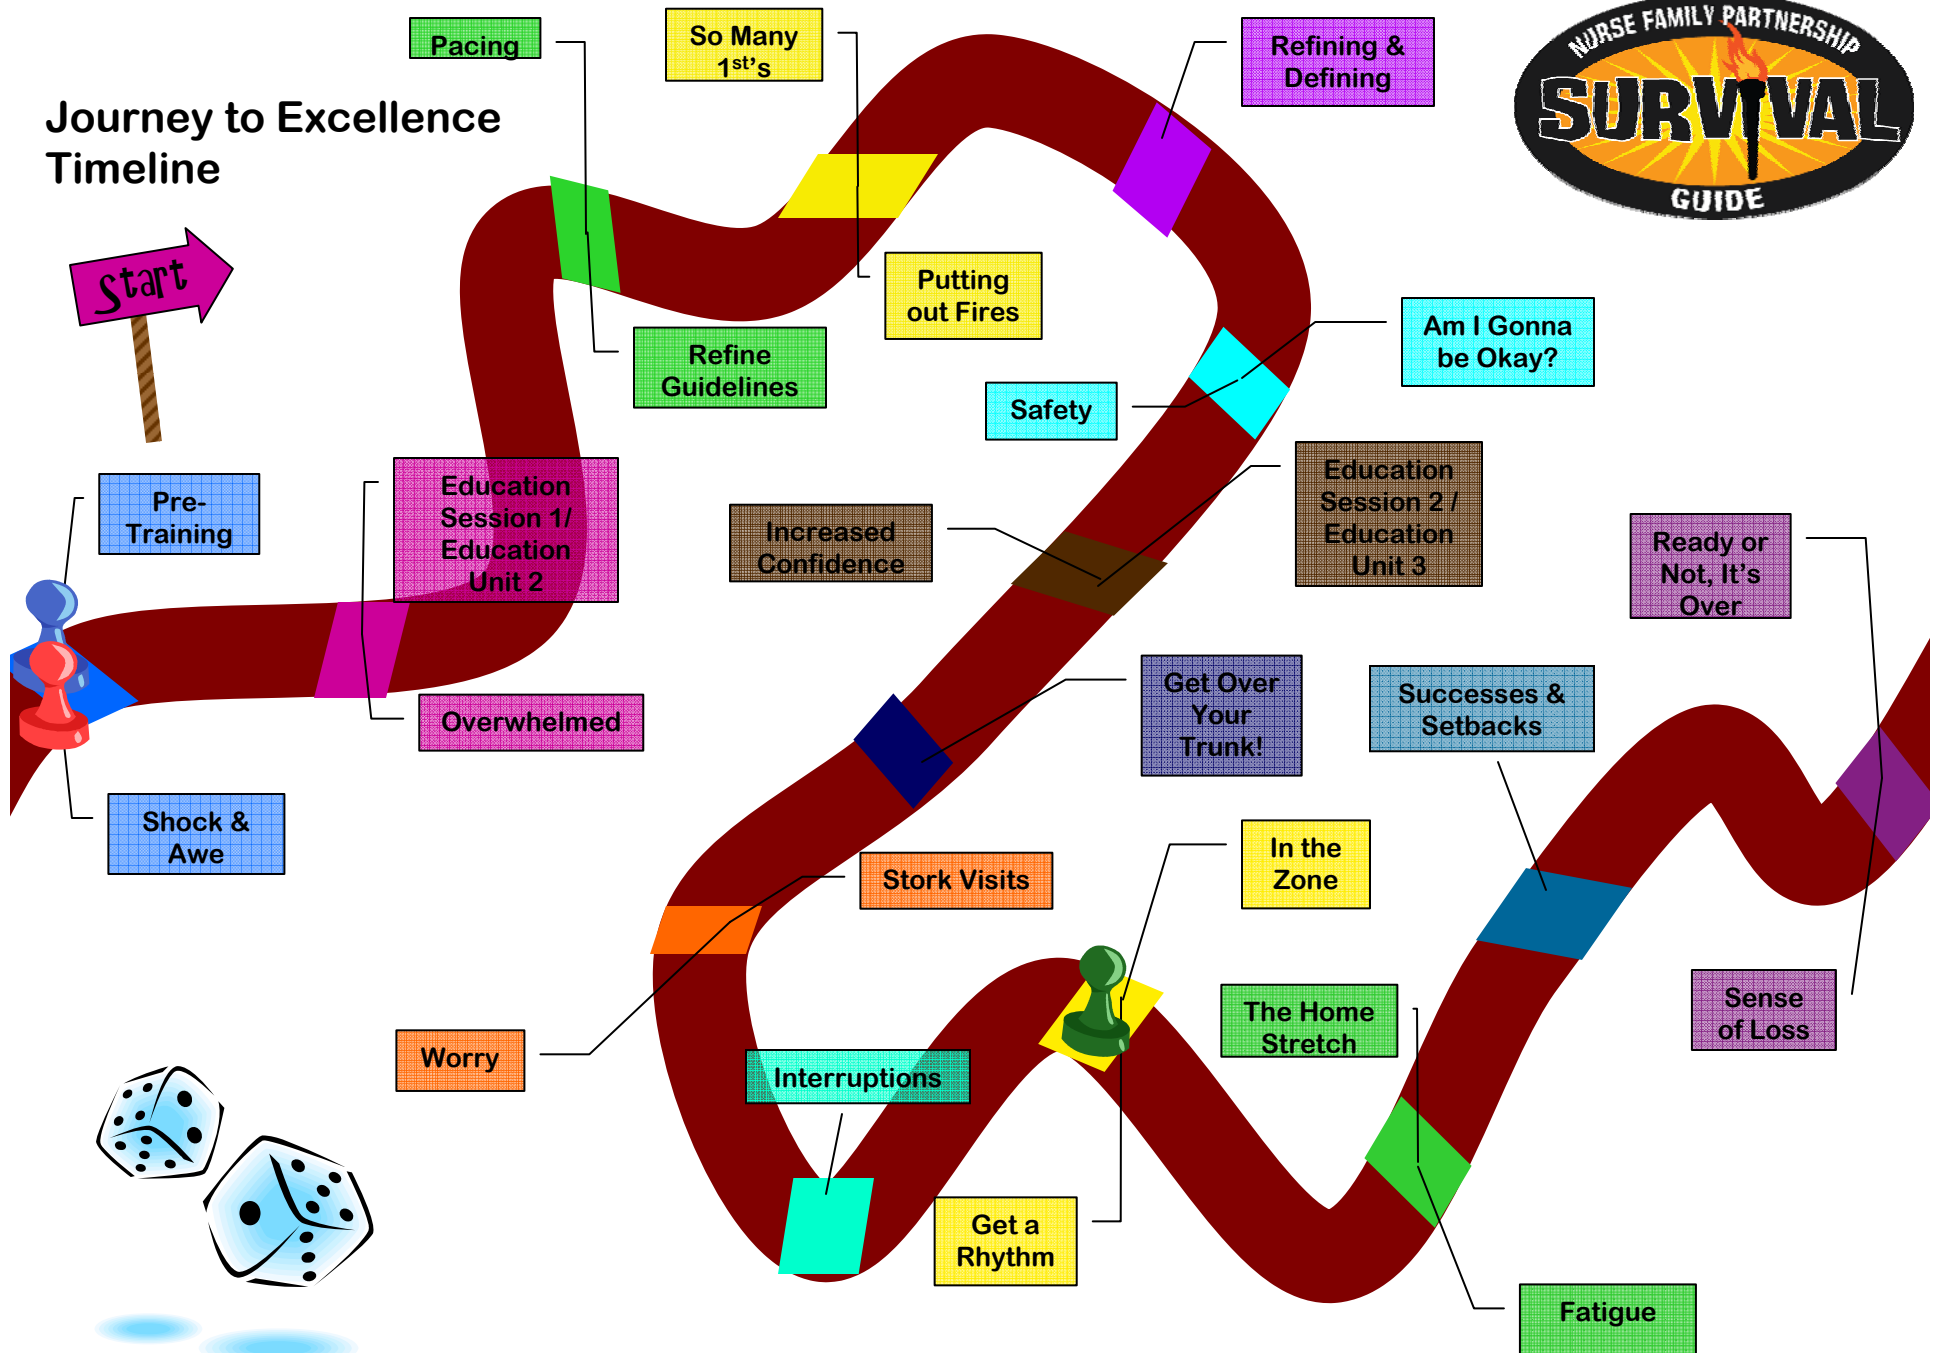 NURSE FAMILY PARTNERSHIP
SURVIVAL
GUIDE
Journey to Excellence
Timeline
Start
Pre-
Training
Shock &
Awe
Education
Session 1/
Education
Unit 2
Overwhelmed
Pacing
Refine
Guidelines
So Many
1st's
Putting
out Fires
Refining &
Defining
Am I Gonna
be Okay?
Safety
Education
Session 2 /
Education
Unit 3
Increased
Confidence
Get Over
Your
Trunk!
Stork Visits
Worry
Interruptions
In the
Zone
Get a
Rhythm
The Home
Stretch
Fatigue
Successes &
Setbacks
Ready or
Not, It's
Over
Sense
of Loss